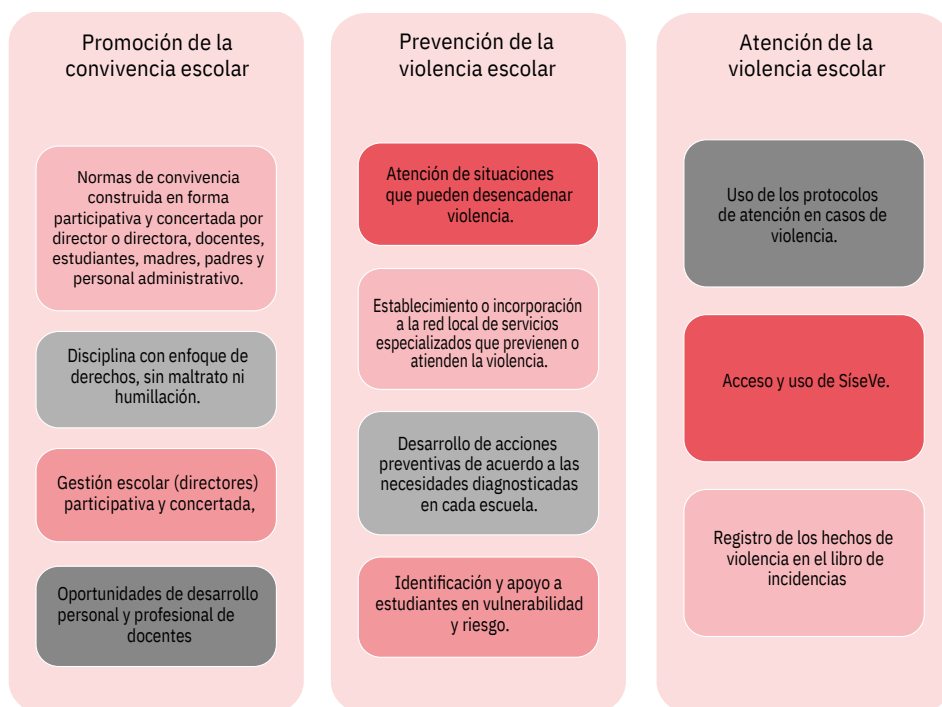 Promoción de la
convivencia escolar
Normas de convivencia
construida en forma
participativa y concertada por
director o directora, docentes,
estudiantes, madres, padres y
personal administrativo.
Disciplina con enfoque de
derechos, sin maltrato ni
humillación.
Gestión escolar (directores)
participativa y concertada,
Oportunidades de desarrollo
personal y profesional de
docentes
Prevención de la
violencia escolar
Atención de situaciones
que pueden desencadenar
violencia.
Establecimiento o incorporación
a la red local de servicios
especializados que previenen o
atienden la violencia.
Desarrollo de acciones
preventivas de acuerdo a las
necesidades diagnosticadas
en cada escuela.
Identificación y apoyo a
estudiantes en vulnerabilidad
y riesgo.
Atención de la
violencia escolar
Uso de los protocolos
de atención en casos de
violencia.
Acceso y uso de SíseVe.
Registro de los hechos de
violencia en el libro de
incidencias